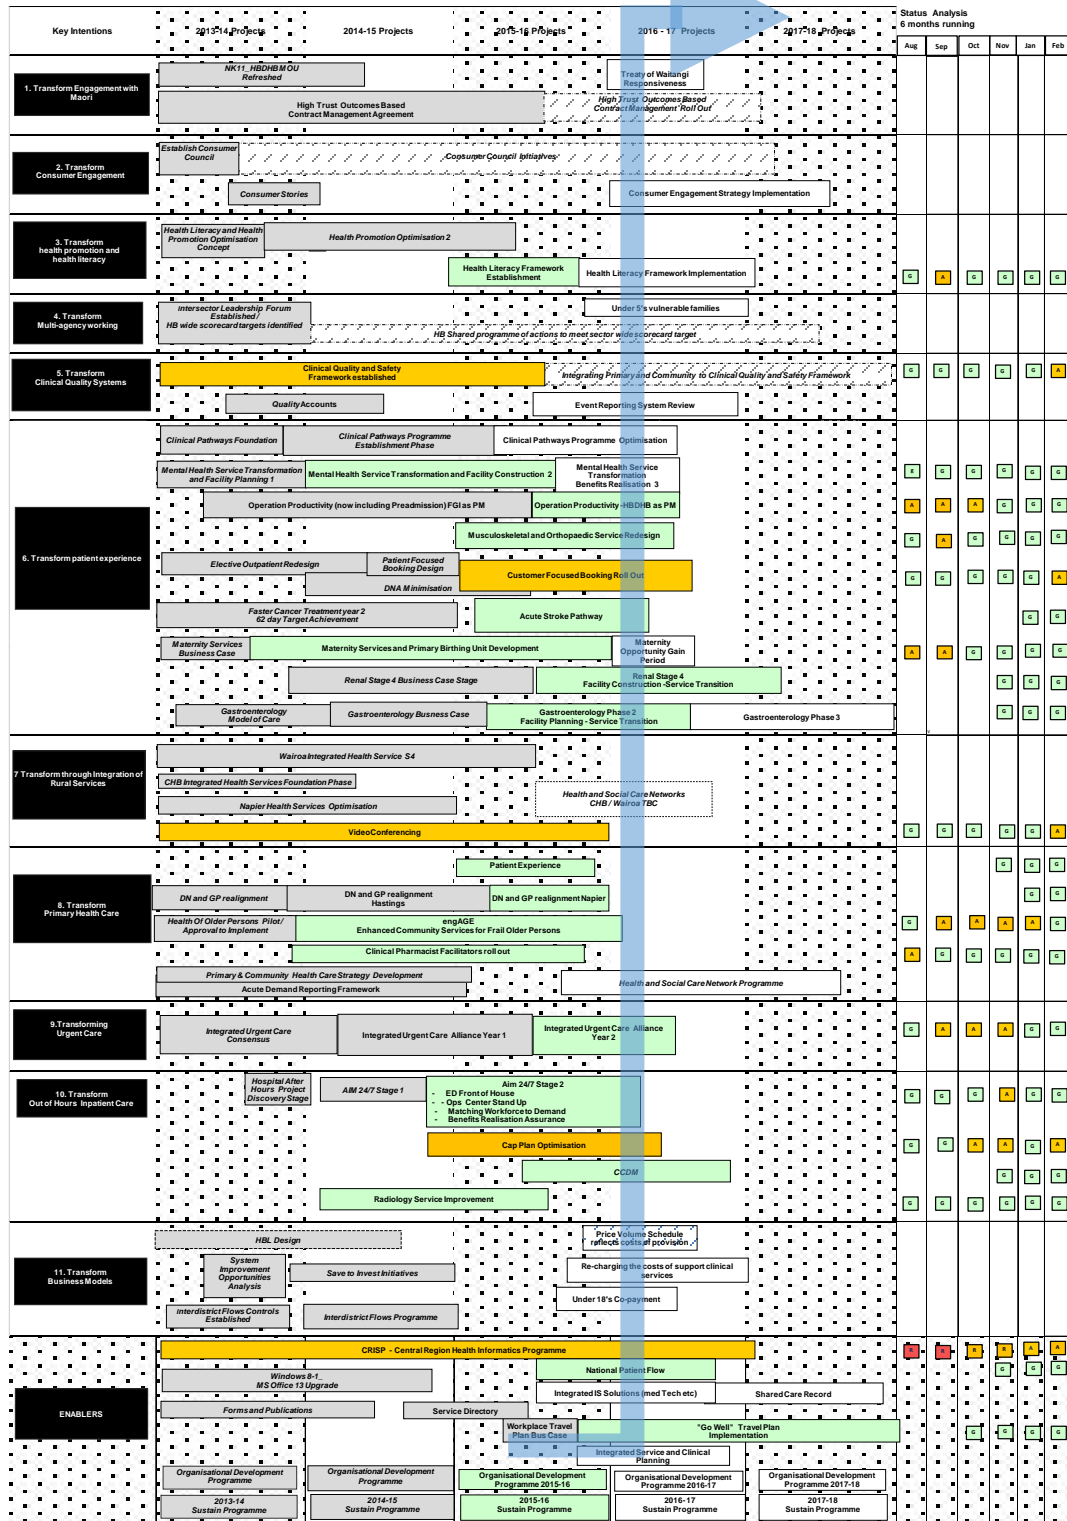 Status Analysis
6 months running
Key Intentions
2013-14 Projects
2014-15 Projects
2015-16 Projects
2016 - 17 Projects
2017-18 Projects
Aug
Sep
Oct
Nov
Jan
Feb
1. Transform Engagement with
Maori
NK11_HBDHB MOU
Refreshed
Treaty of Waitangi
Responsiveness
High Trust Outcomes Based
Contract Management Agreement
High Trust Outcomes Based
Contract Management Roll Out
2. Transform
Consumer Engagement
Establish Consumer
Council
Consumer Council Initiatives
Consumer Stories
Consumer Engagement Strategy Implementation
3. Transform
health promotion and
health literacy
Health Literacy and Health
Promotion Optimisation
Concept
Health Promotion Optimisation 2
Health Literacy Framework
Establishment
Health Literacy Framework Implementation
G A G G G G
4. Transform
Multi-agency working
intersector Leadership Forum
Established /
HB wide scorecard targets identified
Under 5's vulnerable families
HB Shared programme of actions to meet sector wide scorecard target
5. Transform
Clinical Quality Systems
Clinical Quality and Safety
Framework established
Integrating Primary and Community to Clinical Quality and Safety Framework
G G G G G A
Quality Accounts
Event Reporting System Review
6. Transform patient experience
Clinical Pathways Foundation
Clinical Pathways Programme
Establishment Phase
Clinical Pathways Programme Optimisation
Mental Health Service Transformation
and Facility Planning 1
Mental Health Service Transformation and Facility Construction 2
Mental Health Service
Transformation
Benefits Realisation 3
E G G G G G
Operation Productivity (now including Preadmission) FGI as PM
Operation Productivity -HBDHB as PM
A A A G G G
Musculoskeletal and Orthopaedic Service Redesign
G A G G G G
Elective Outpatient Redesign
Patient Focused
Booking Design
DNA Minimisation
Customer Focused Booking Roll Out
G G G G G A
Faster Cancer Treatment year 2
62 day Target Achievement
Acute Stroke Pathway
G G
Maternity Services
Business Case
Maternity Services and Primary Birthing Unit Development
Maternity
Opportunity Gain
Period
A A G G G G
Renal Stage 4 Business Case Stage
Renal Stage 4
Facility Construction -Service Transition
G G G
Gastroenterology
Model of Care
Gastroenterology Business Case
Gastroenterology Phase 2
Facility Planning - Service Transition
Gastroenterology Phase 3
G G G
7 Transform through Integration of
Rural Services
Wairoa Integrated Health Service S4
CHB Integrated Health Services Foundation Phase
Health and Social Care Networks
CHB / Wairoa TBC
Napier Health Services Optimisation
Video Conferencing
G G G G G A
8. Transform
Primary Health Care
Patient Experience
G G G
DN and GP realignment
DN and GP realignment
Hastings
DN and GP realignment Napier
G G
Health Of Older Persons Pilot /
Approval to Implement
engAGE
Enhanced Community Services for Frail Older Persons
G A A A A G
Clinical Pharmacist Facilitators roll out
A G G G G G
Primary & Community Health Care Strategy Development
Health and Social Care Network Programme
Acute Demand Reporting Framework
9.Transforming
Urgent Care
Integrated Urgent Care
Consensus
Integrated Urgent Care Alliance Year 1
Integrated Urgent Care Alliance
Year 2
G A A A G G
10. Transform
Out of Hours Inpatient Care
Hospital After
Hours Project
Discovery Stage
AIM 24/7 Stage 1
Aim 24/7 Stage 2
- ED Front of House
- - Ops Center Stand Up
- Matching Workforce to Demand
- Benefits Realisation Assurance
G G G A G G
Cap Plan Optimisation
G G A A G A
CCDM
G G G
Radiology Service Improvement
G G G G G G
11. Transform
Business Models
HBL Design
Price Volume Schedule
reflects costs of provision
System
Improvement
Opportunities
Analysis
Save to Invest Initiatives
Re-charging the costs of support clinical
services
Under 18's Co-payment
interdistrict Flows Controls
Established
Interdistrict Flows Programme
ENABLERS
CRISP - Central Region Health Informatics Programme
R R R R A A
Windows 8-1_
MS Office 13 Upgrade
National Patient Flow
G G G
Integrated IS Solutions (med Tech etc)
Shared Care Record
Forms and Publications
Service Directory
Workplace Travel
Plan Bus Case
"Go Well" Travel Plan
Implementation
G G G G
Integrated Service and Clinical
Planning
Organisational Development
Programme
Organisational Development
Programme
Organisational Development
Programme 2015-16
Organisational Development
Programme 2016-17
Organisational Development
Programme 2017-18
2013-14
Sustain Programme
2014-15
Sustain Programme
2015-16
Sustain Programme
2016-17
Sustain Programme
2017-18
Sustain Programme